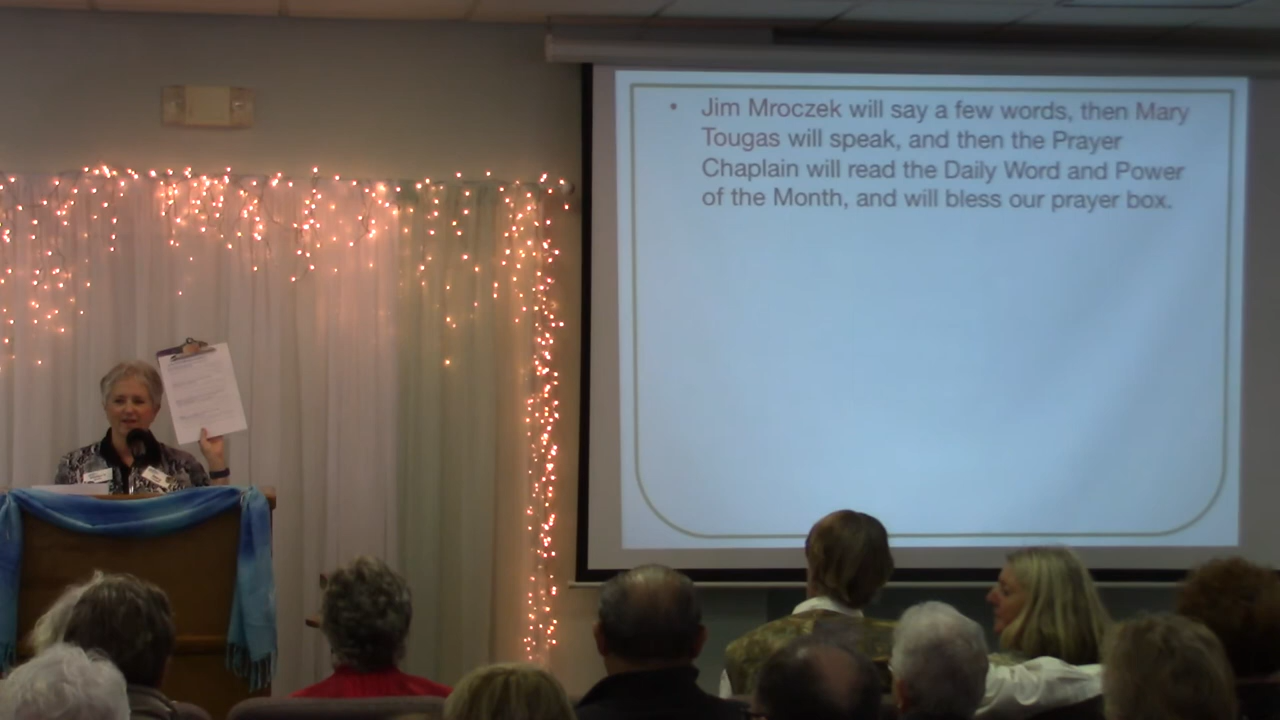 • Jim Mroczek will say a few words, then Mary
Tougas will speak, and then the Prayer
Chaplain will read the Daily Word and Power
of the Month, and will bless our prayer box.